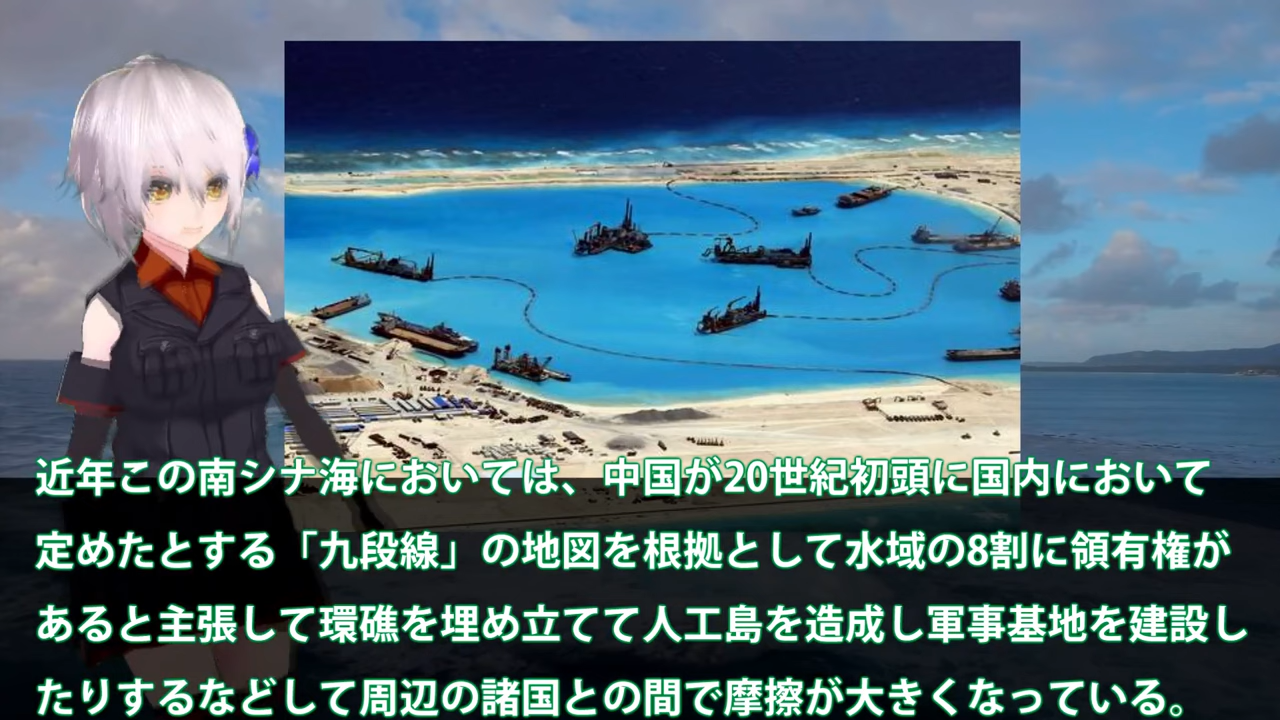 近年この南シナ海においては、中国が20世紀初頭に国内において
定めたとする「九段線」の地図を根拠として水域の8割に領有権が
あると主張して環礁を埋め立てて人工島を造成し軍事基地を建設し
たりするなどして周辺の諸国との間で摩擦が大きくなっている。